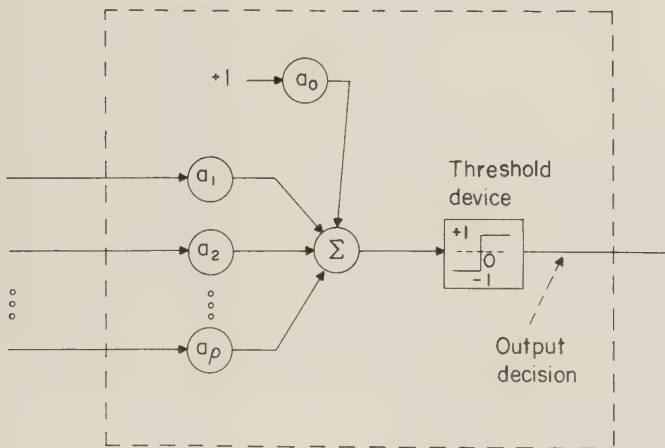 +1
a0
a1
a2
ap
Σ
Threshold
device
+1
0
-1
Output
decision